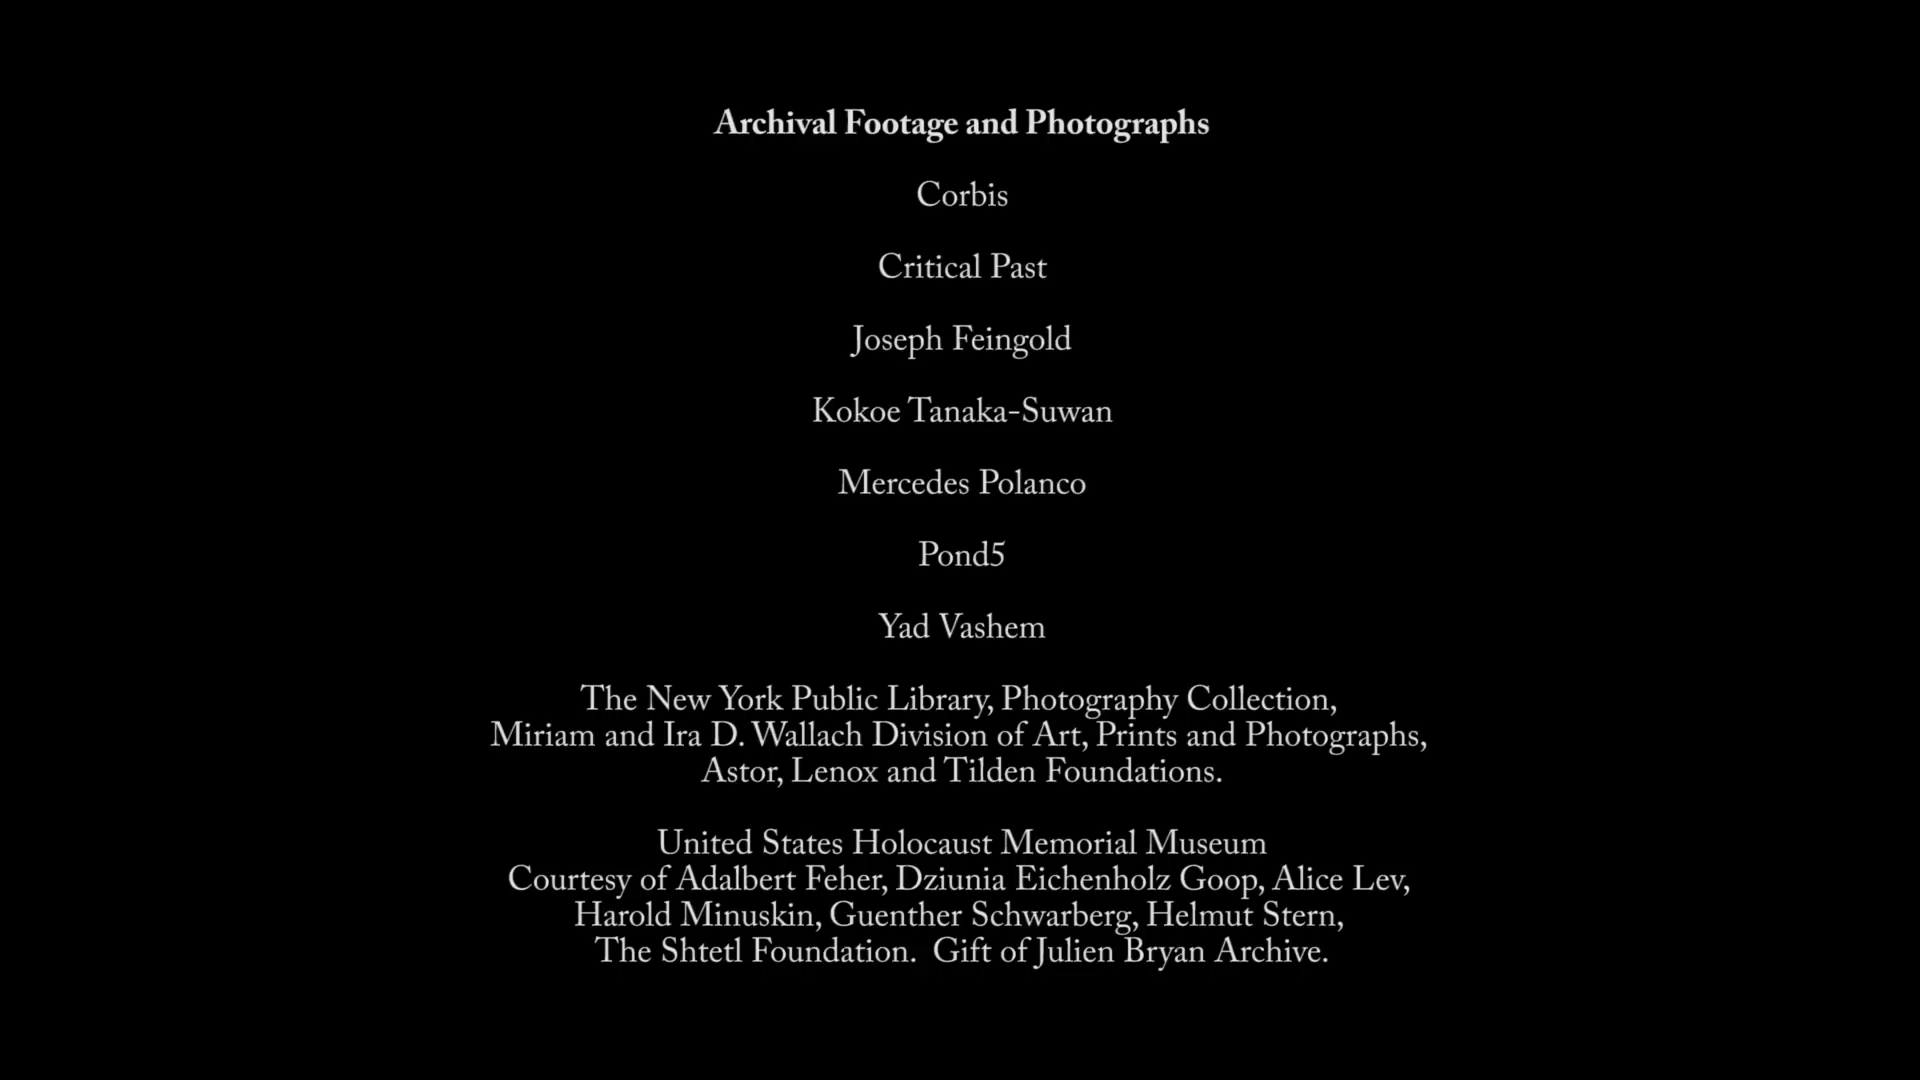 Archival Footage and Photographs
Corbis
Critical Past
Joseph Feingold
Kokoe Tanaka-Suwan
Mercedes Polanco
Pond5
Yad Vashem
The New York Public Library, Photography Collection,
Miriam and Ira D. Wallach Division of Art, Prints and Photographs,
Astor, Lenox and Tilden Foundations.
United States Holocaust Memorial Museum
Courtesy of Adalbert Feher, Dziunia Eichenholz Goop, Alice Lev,
Harold Minuskin, Guenther Schwarberg, Helmut Stern,
The Shtetl Foundation.  Gift of Julien Bryan Archive.